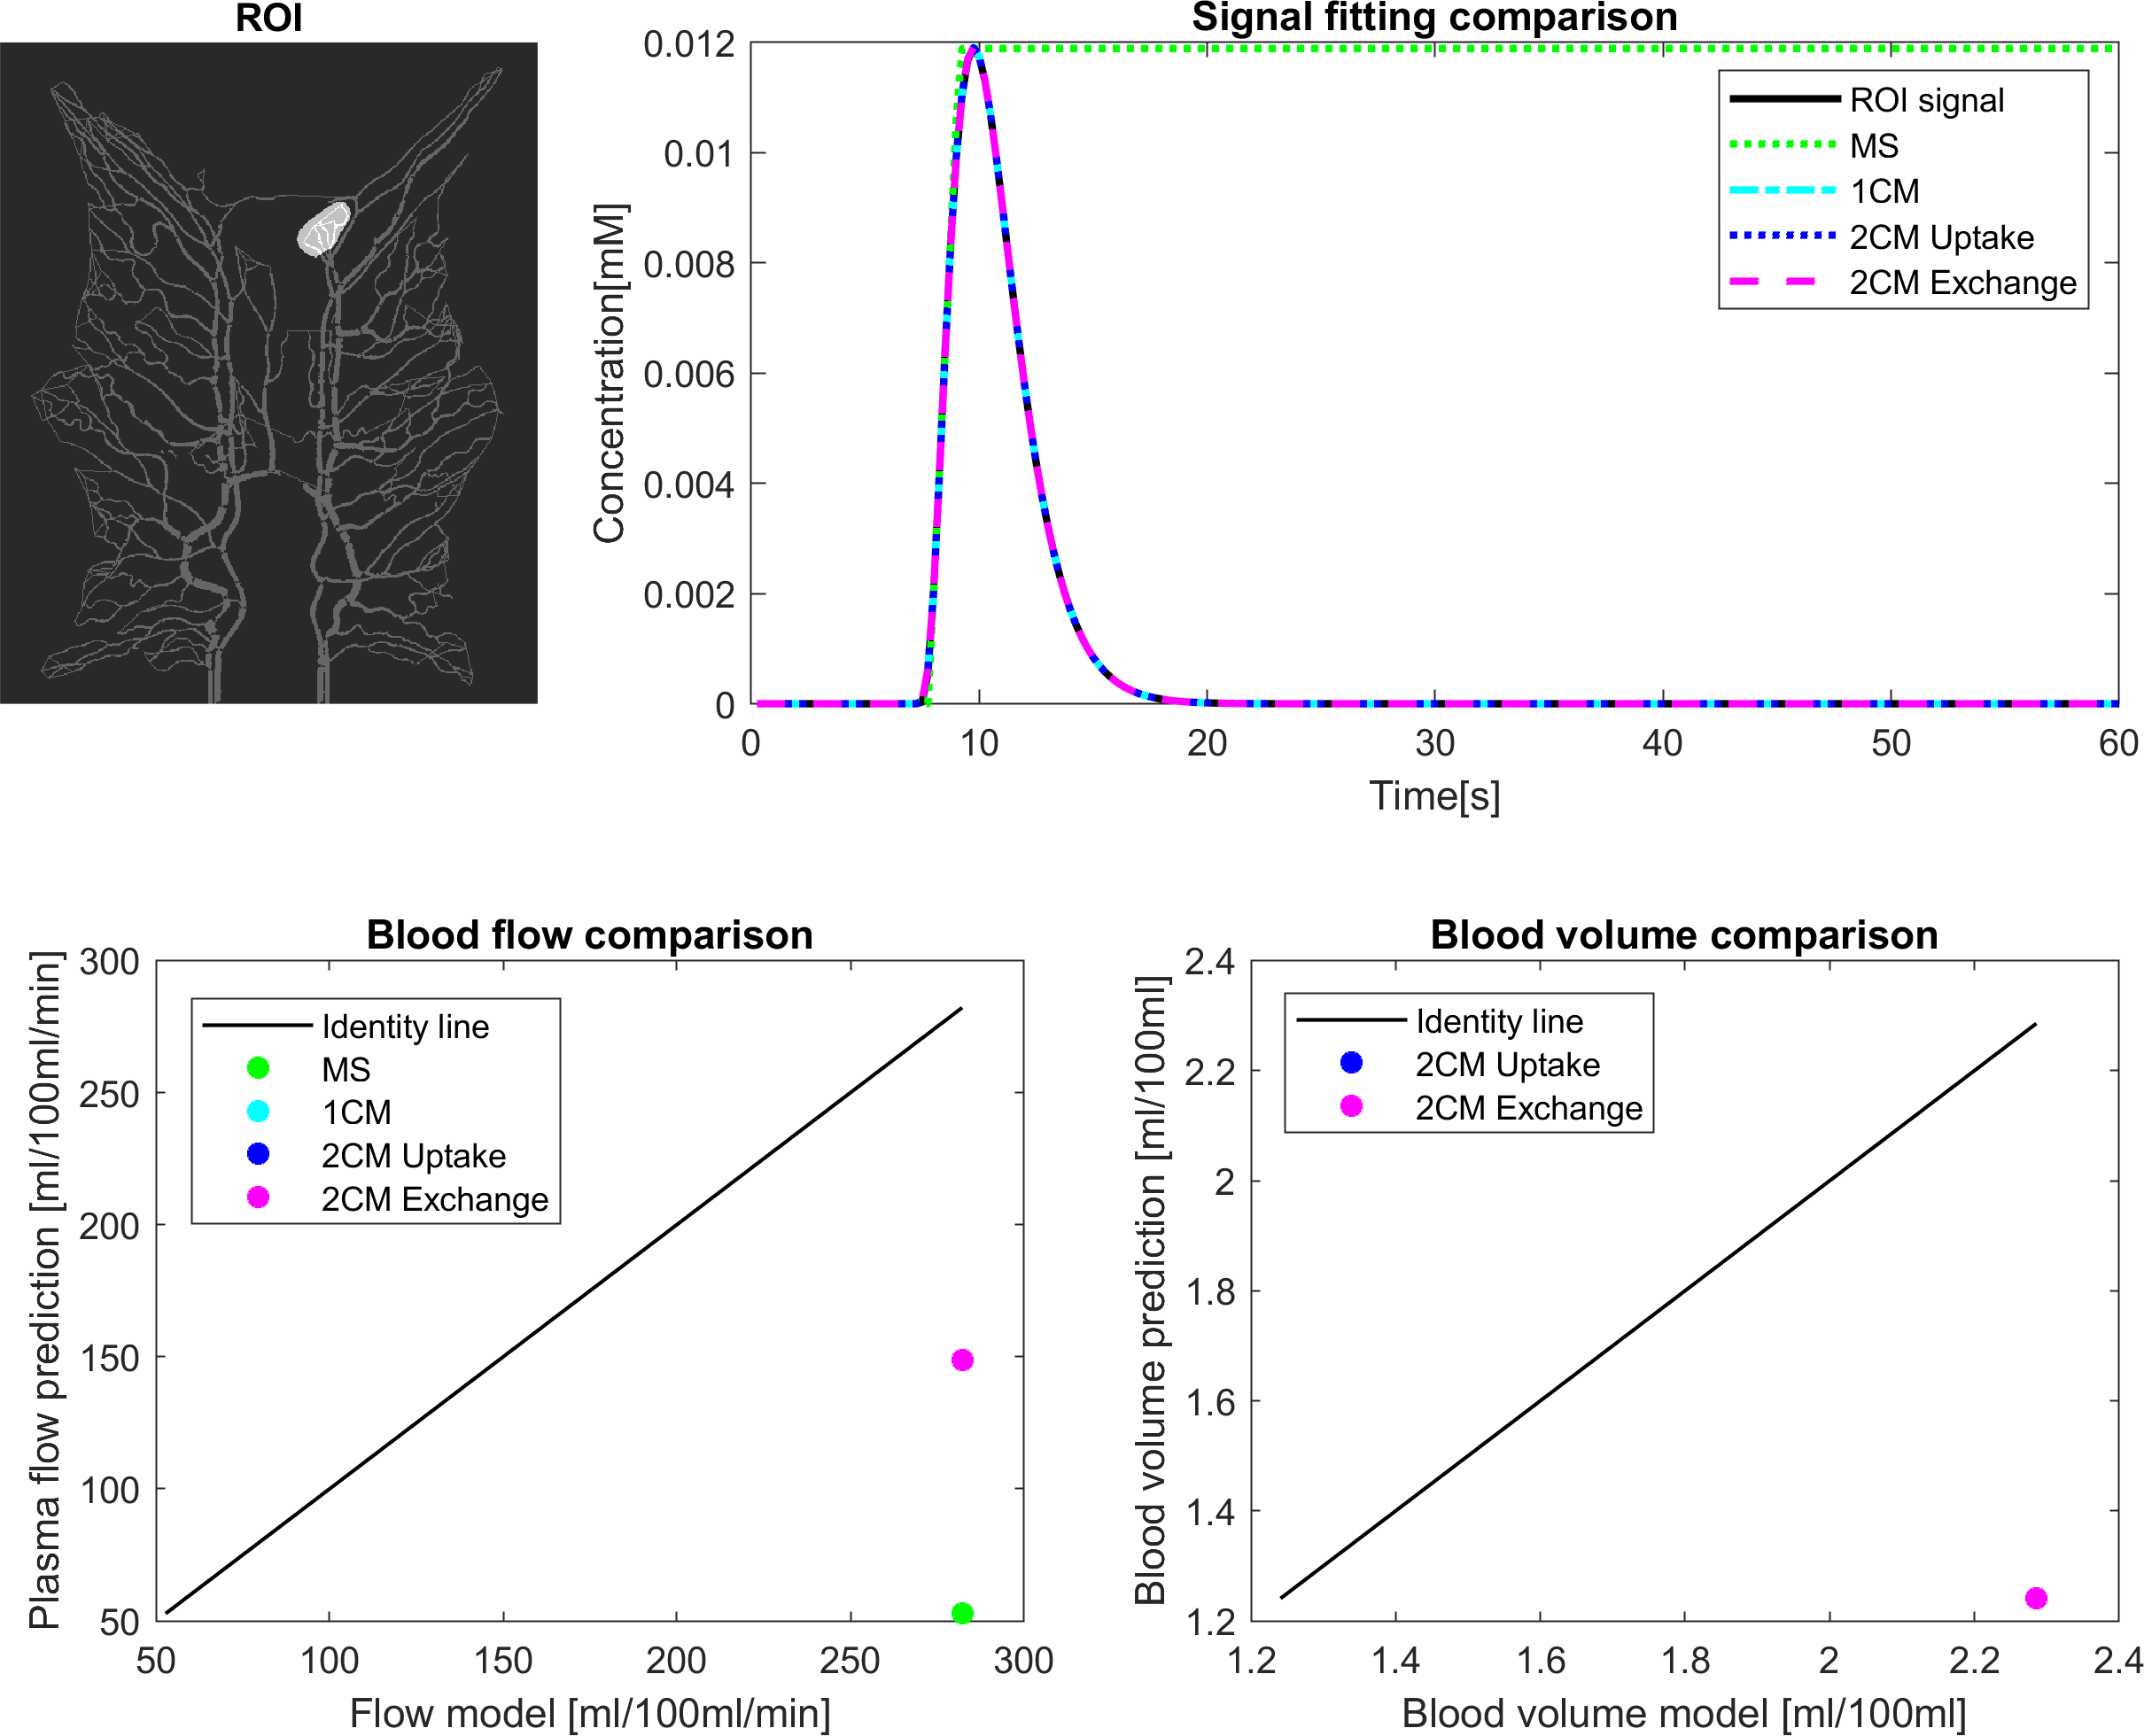 ROI
Signal fitting comparison
0.012
0.01
0.008
0.006
0.004
0.002
0
Concentration[mM]
0 10 20 30 40 50 60
Time[s]
ROI signal
MS
1CM
2CM Uptake
2CM Exchange
Blood flow comparison
300
250
200
150
100
50
Plasma flow prediction [ml/100ml/min]
Identity line
MS
1CM
2CM Uptake
2CM Exchange
50 100 150 200 250 300
Flow model [ml/100ml/min]
Blood volume comparison
2.4
2.2
2
1.8
1.6
1.4
1.2
Blood volume prediction [ml/100ml]
Identity line
2CM Uptake
2CM Exchange
1.2 1.4 1.6 1.8 2 2.2 2.4
Blood volume model [ml/100ml]